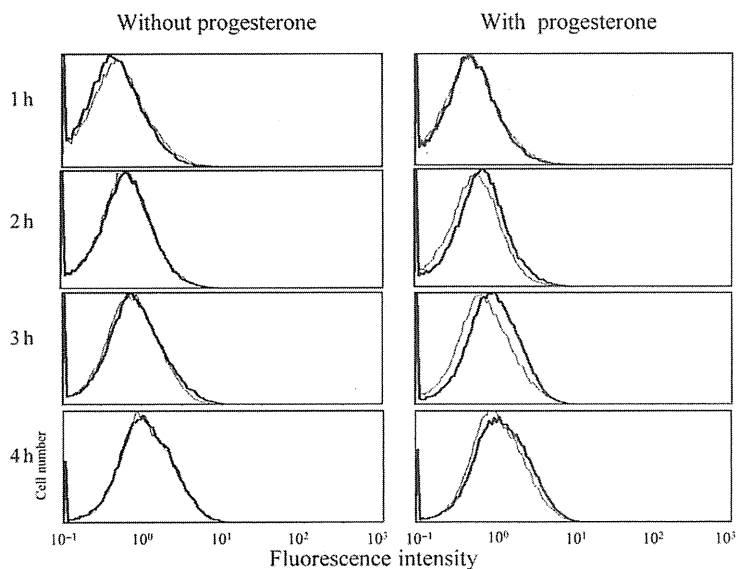 Without progesterone
With progesterone
1 h
2 h
3 h
4 h
Cell number
10⁻¹ 10⁰ 10¹ 10² 10³
10⁻¹ 10⁰ 10¹ 10² 10³
Fluorescence intensity